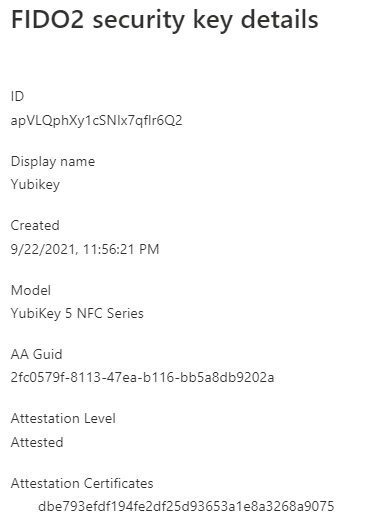 FIDO2 security key details
ID
apVLQphXy1cSNIx7qfIr6Q2
Display name
Yubikey
Created
9/22/2021, 11:56:21 PM
Model
YubiKey 5 NFC Series
AA Guid
2fc0579f-8113-47ea-b116-bb5a8db9202a
Attestation Level
Attested
Attestation Certificates
dbe793efdf194fe2df25d93653a1e8a3268a9075